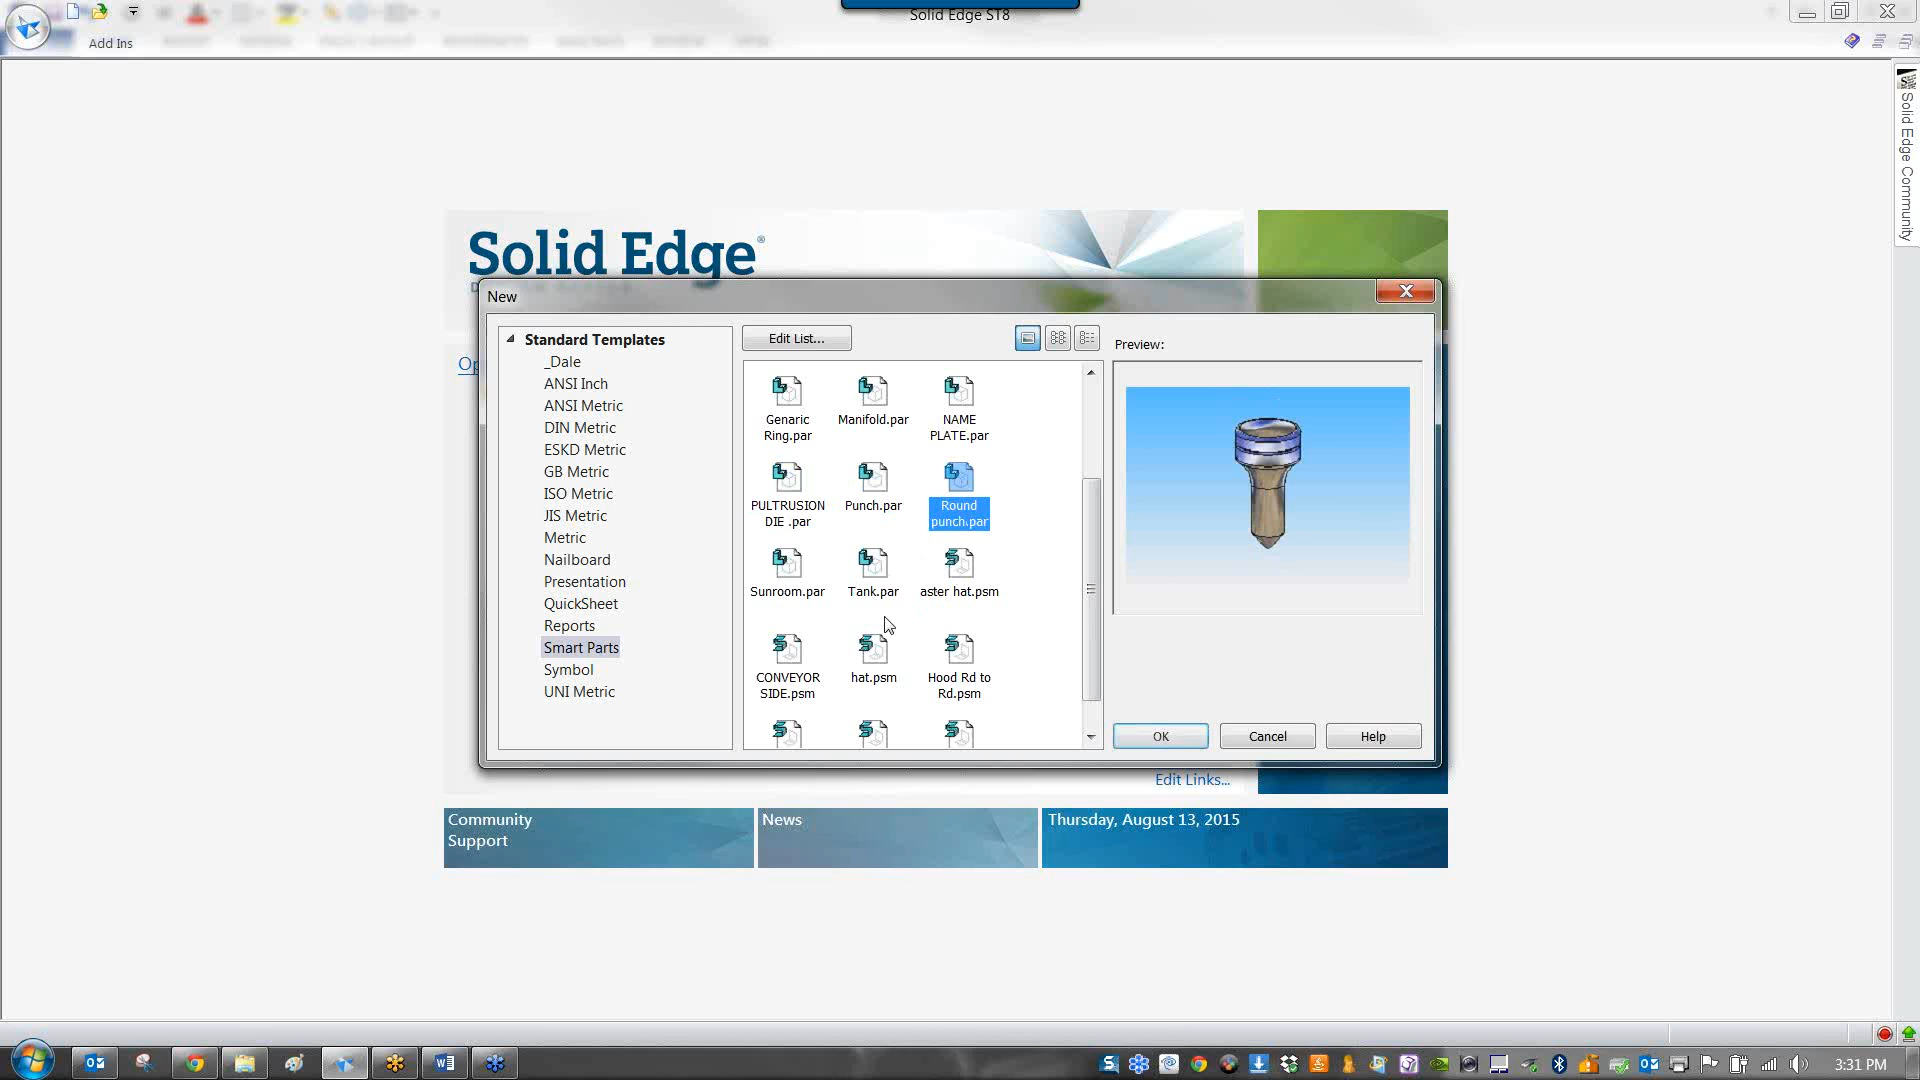 Solid Edge ST8
Add Ins
Solid Edge Community
Solid Edge®
New
Standard Templates
_Dale
ANSI Inch
ANSI Metric
DIN Metric
ESKD Metric
GB Metric
ISO Metric
JIS Metric
Metric
Nailboard
Presentation
QuickSheet
Reports
Smart Parts
Symbol
UNI Metric
Edit List...
Preview:
Genaric
Ring.par
Manifold.par
NAME
PLATE.par
PULTRUSION
DIE .par
Punch.par
Round
punch.par
Sunroom.par
Tank.par
aster hat.psm
CONVEYOR
SIDE.psm
hat.psm
Hood Rd to
Rd.psm
OK
Cancel
Help
Edit Links...
Community
Support
News
Thursday, August 13, 2015
3:31 PM